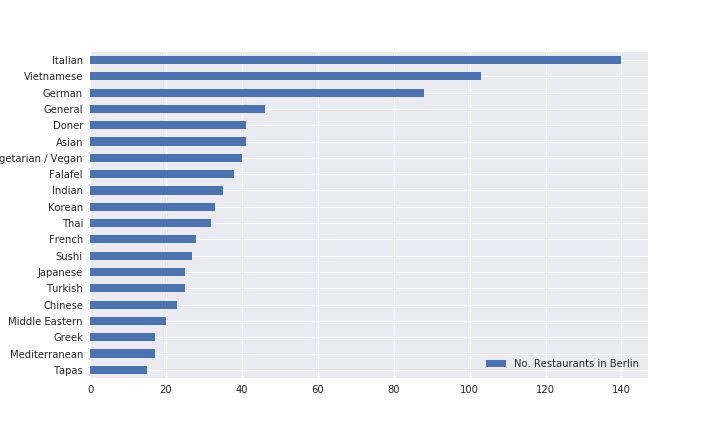 Italian
Vietnamese
German
General
Doner
Asian
getarian / Vegan
Falafel
Indian
Korean
Thai
French
Sushi
Japanese
Turkish
Chinese
Middle Eastern
Greek
Mediterranean
Tapas
No. Restaurants in Berlin
0 20 40 60 80 100 120 140